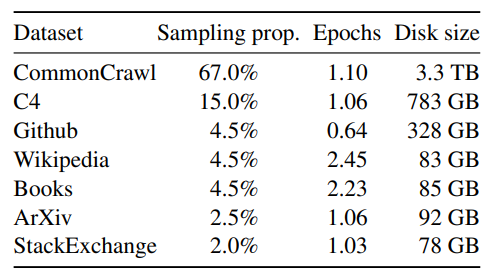 Dataset Sampling prop. Epochs Disk size
CommonCrawl 67.0% 1.10 3.3 TB
C4 15.0% 1.06 783 GB
Github 4.5% 0.64 328 GB
Wikipedia 4.5% 2.45 83 GB
Books 4.5% 2.23 85 GB
ArXiv 2.5% 1.06 92 GB
StackExchange 2.0% 1.03 78 GB